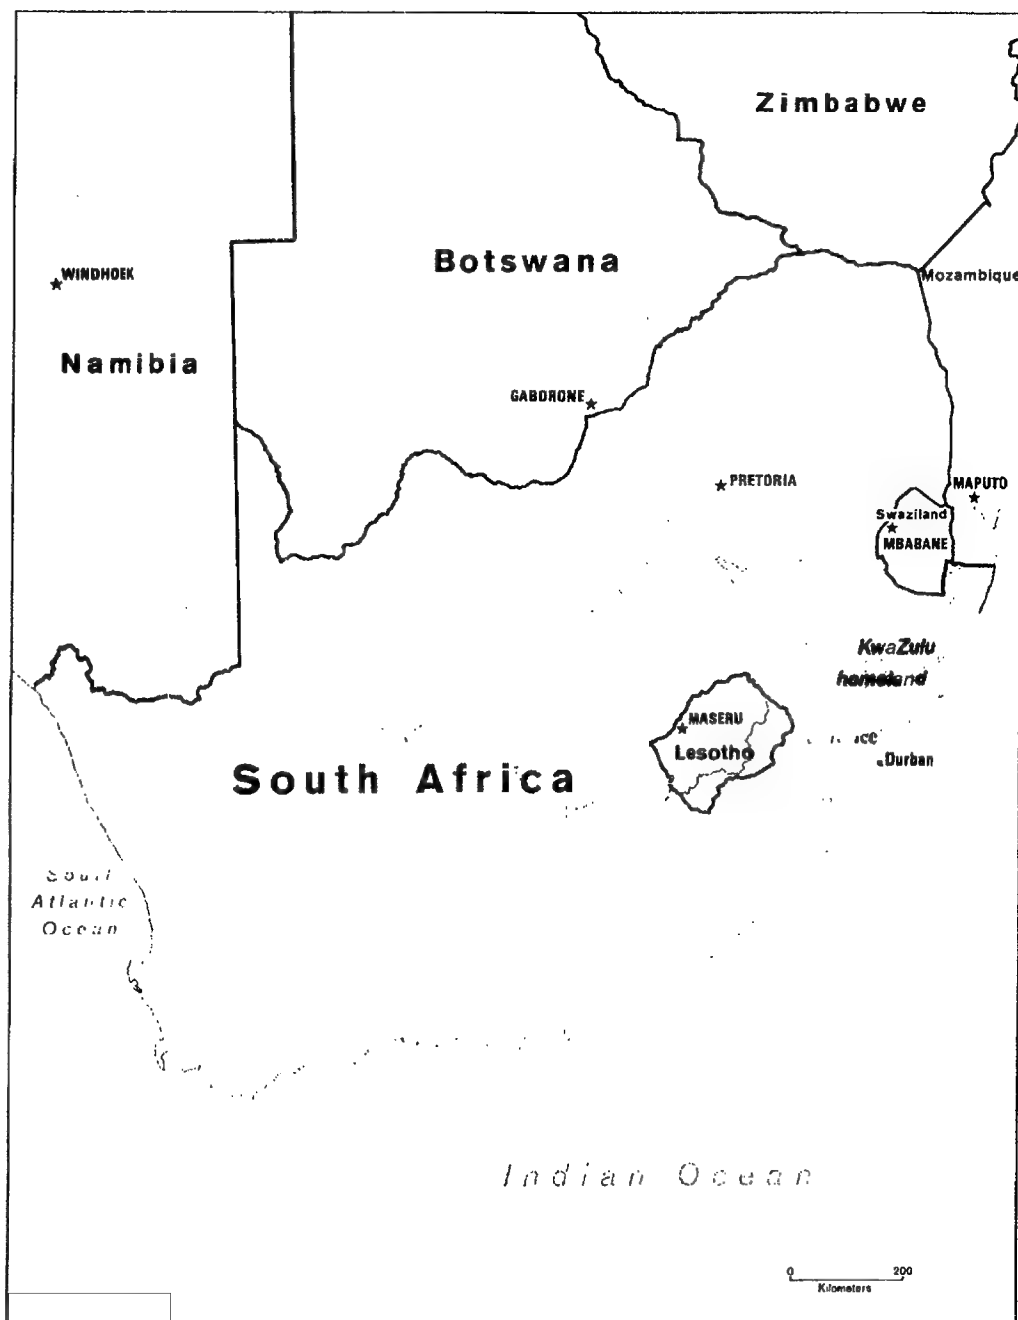 Zimbabwe
Botswana
WINDHOEK
Mozambique
Namibia
GABORONE
PRETORIA
MAPUTO
Swaziland
MBABANE
KwaZulu
homeland
MASERU
Lesotho
Durban
South Africa
South
Atlantic
Ocean
Indian Ocean
0 200
Kilometers